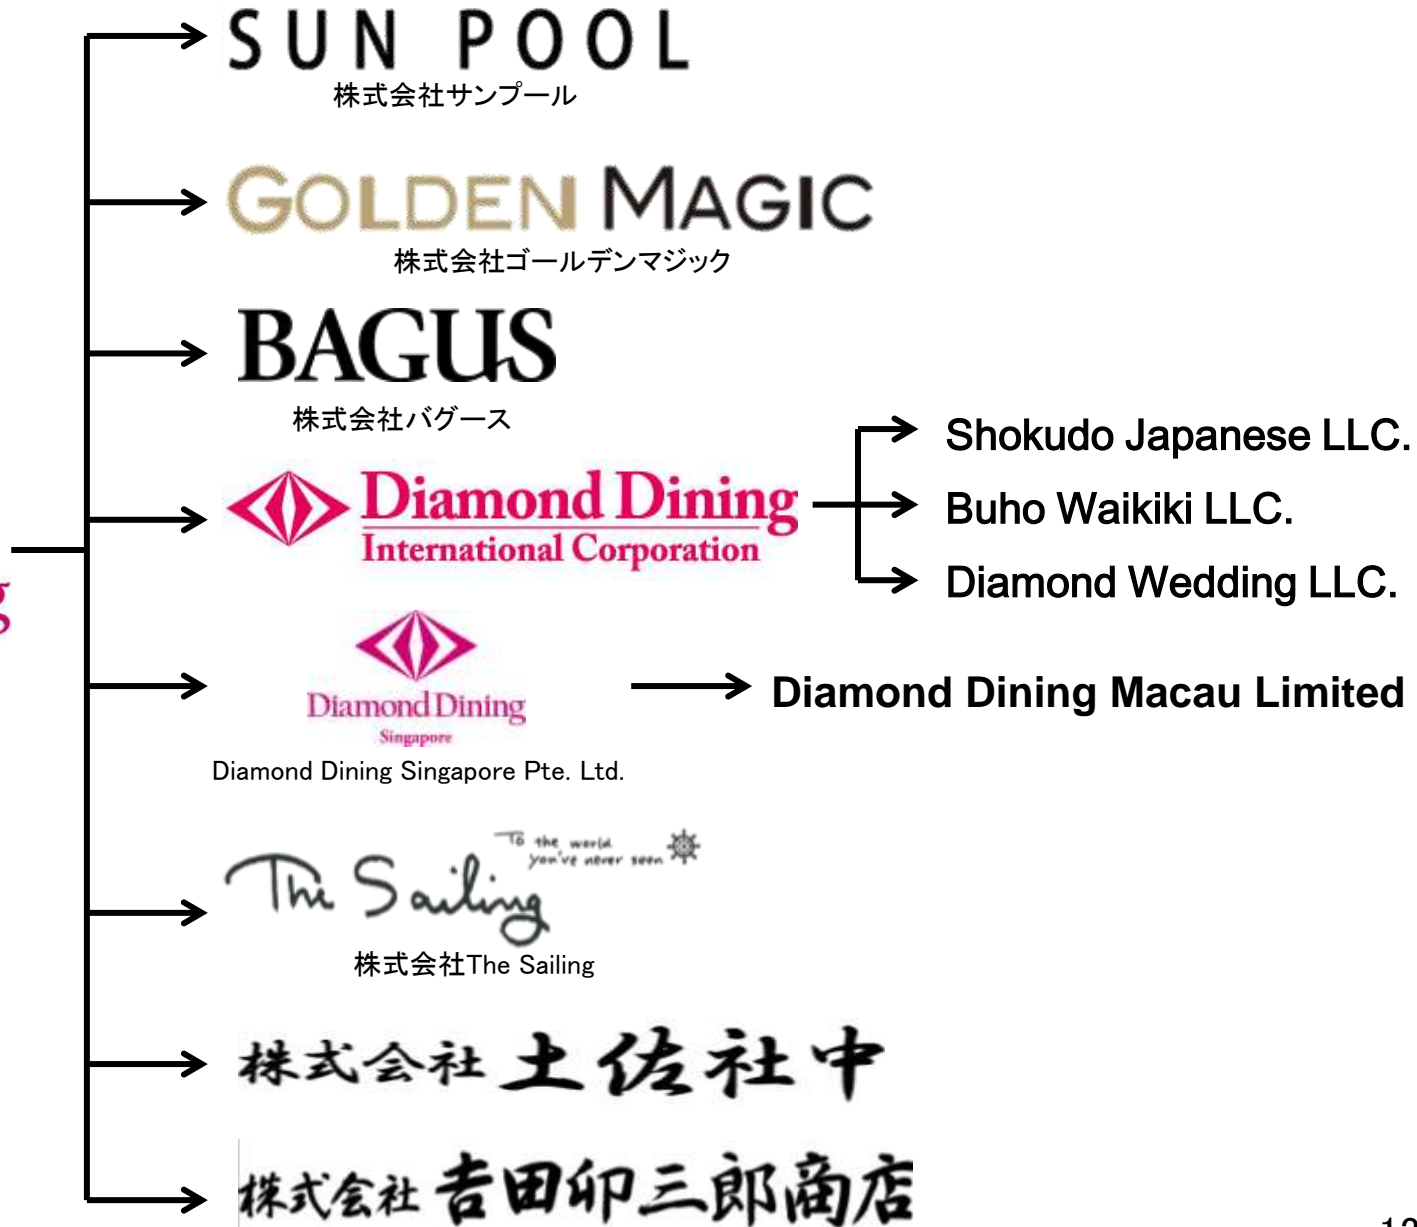 SUN POOL
株式会社サンプール
GOLDEN MAGIC
株式会社ゴールデンマジック
BAGUS
株式会社バグース
Diamond Dining
International Corporation
Shokudo Japanese LLC.
Buho Waikiki LLC.
Diamond Wedding LLC.
g
Diamond Dining
Singapore
Diamond Dining Singapore Pte. Ltd.
Diamond Dining Macau Limited
To the world
you've never seen
The Sailing
株式会社The Sailing
株式会社 土佐社中
株式会社 吉田卯三郎商店